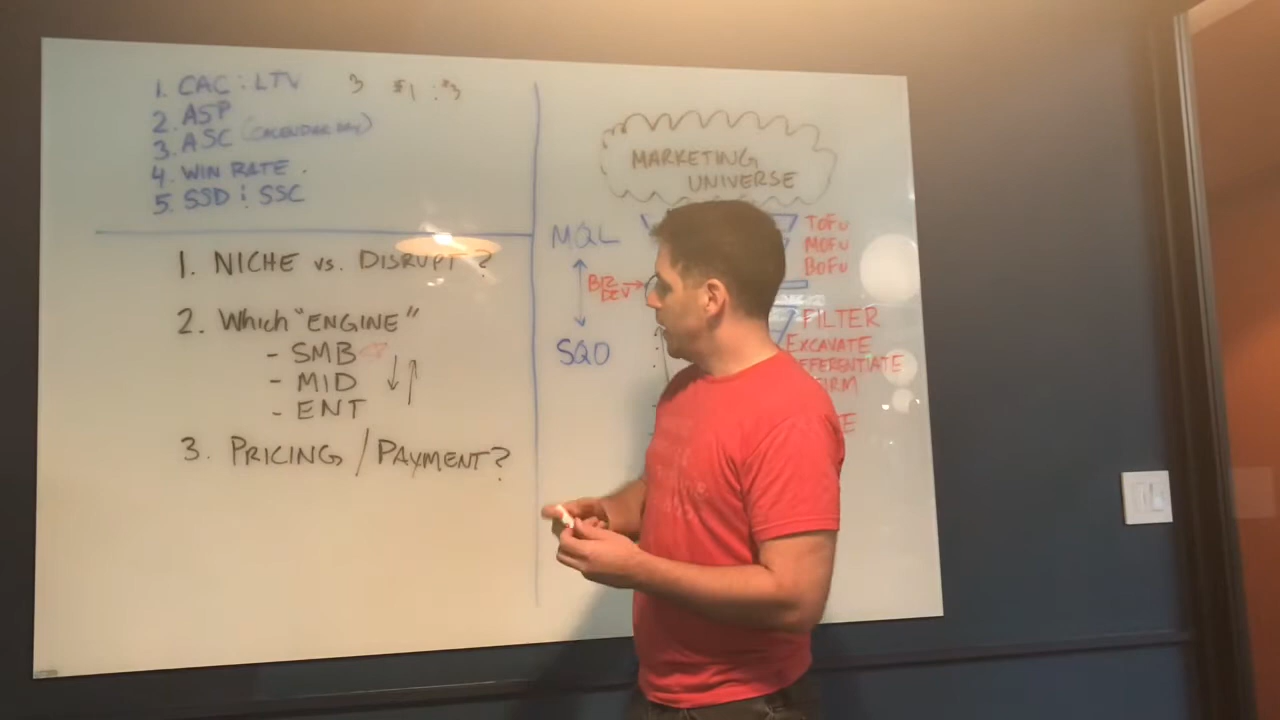 1. CAC : LTV 3 $1 : $3
2. ASP
3. ASC (CALENDAR DAY)
4. WIN RATE.
5. SSD : SSC
1. NICHE vs. DISRUPT ?
2. Which "ENGINE"
- SMB
- MID
- ENT
3. PRICING / PAYMENT?
MARKETING
UNIVERSE
MQL
BIZ
DEV
SQO
TOFU
MOFU
BOFU
FILTER
EXCAVATE